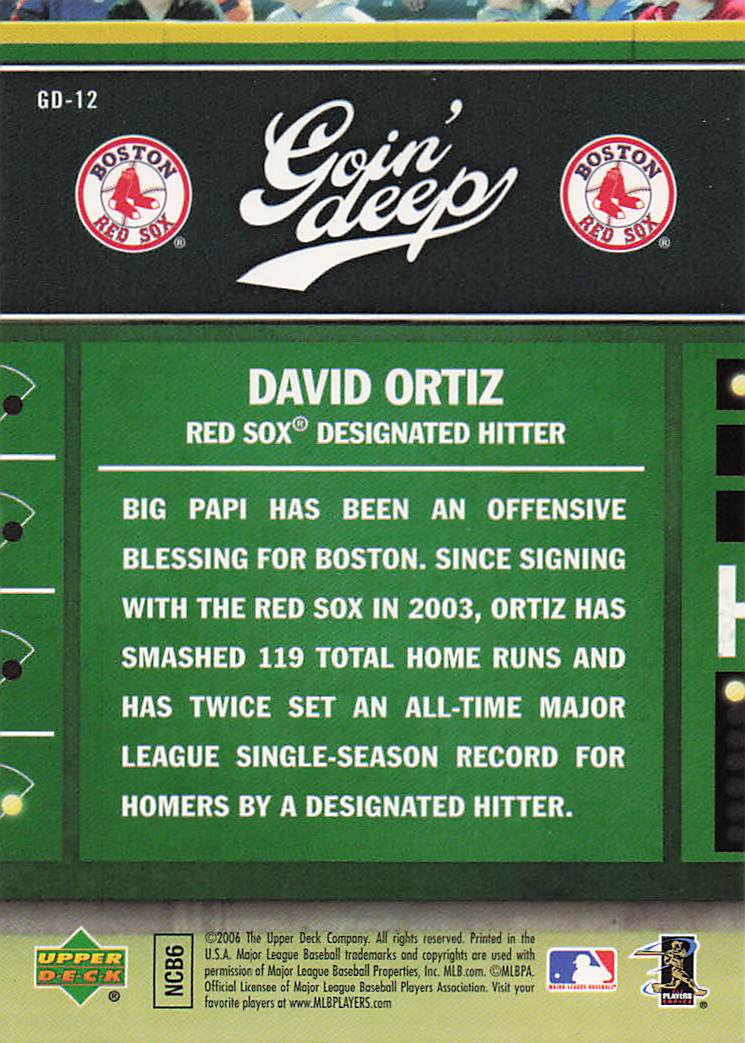 GD-12
BOSTON
RED SOX
®
Goin'
deep
BOSTON
RED SOX
®
DAVID ORTIZ
RED SOX® DESIGNATED HITTER
BIG PAPI HAS BEEN AN OFFENSIVE
BLESSING FOR BOSTON. SINCE SIGNING
WITH THE RED SOX IN 2003, ORTIZ HAS
SMASHED 119 TOTAL HOME RUNS AND
HAS TWICE SET AN ALL-TIME MAJOR
LEAGUE SINGLE-SEASON RECORD FOR
HOMERS BY A DESIGNATED HITTER.
H
UPPER
D·E·C·K
®
NCB6
©2006 The Upper Deck Company. All rights reserved. Printed in the
U.S.A. Major League Baseball trademarks and copyrights are used with
permission of Major League Baseball Properties, Inc. MLB.com. ©MLBPA.
Official Licensee of Major League Baseball Players Association. Visit your
favorite players at www.MLBPLAYERS.com
MAJOR LEAGUE BASEBALL
PLAYERS
CHOICE
®